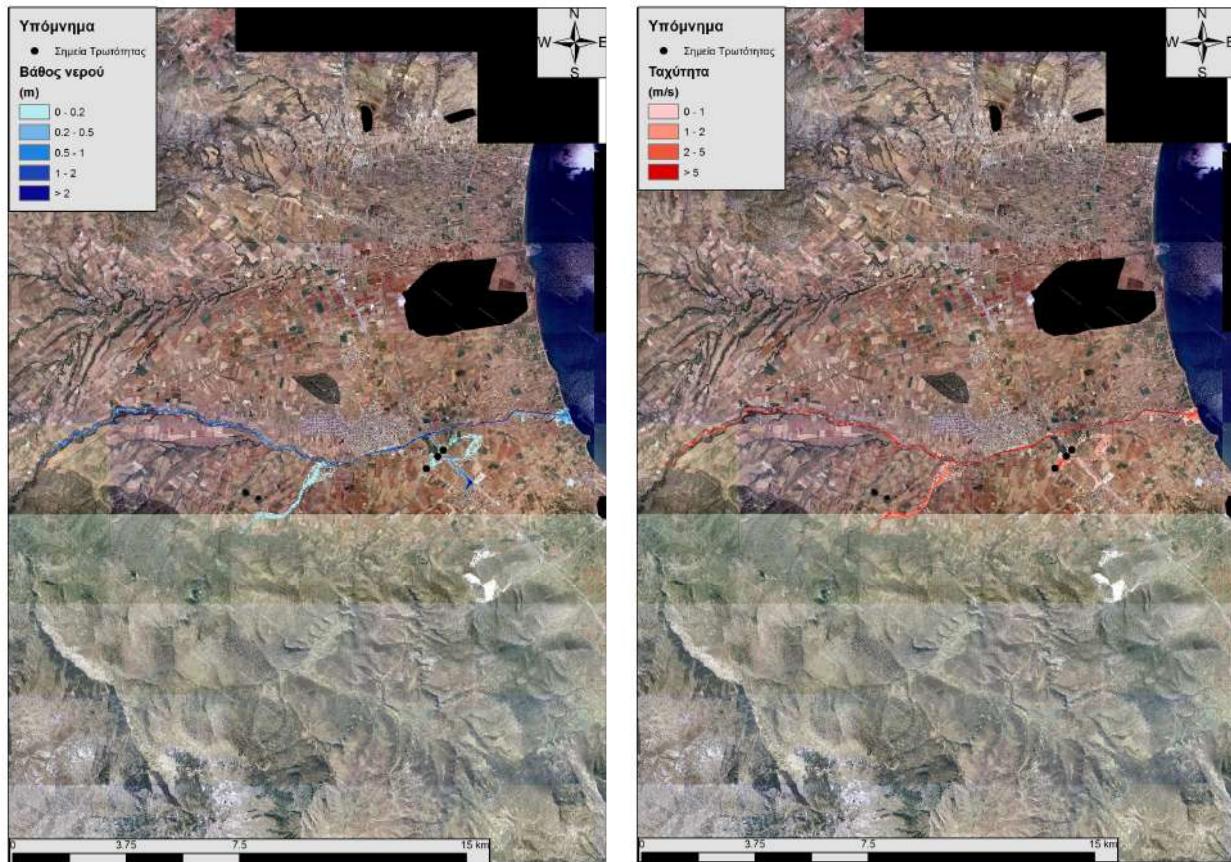 Υπόμνημα
Σημεία Τρωτότητας
Βάθος νερού
(m)
0 - 0.2
0.2 - 0.5
0.5 - 1
1 - 2
> 2
N
W E
S
0 3.75 7.5 15 km
Υπόμνημα
Σημεία Τρωτότητας
Ταχύτητα
(m/s)
0 - 1
1 - 2
2 - 5
> 5
N
W E
S
0 3.75 7.5 15 km